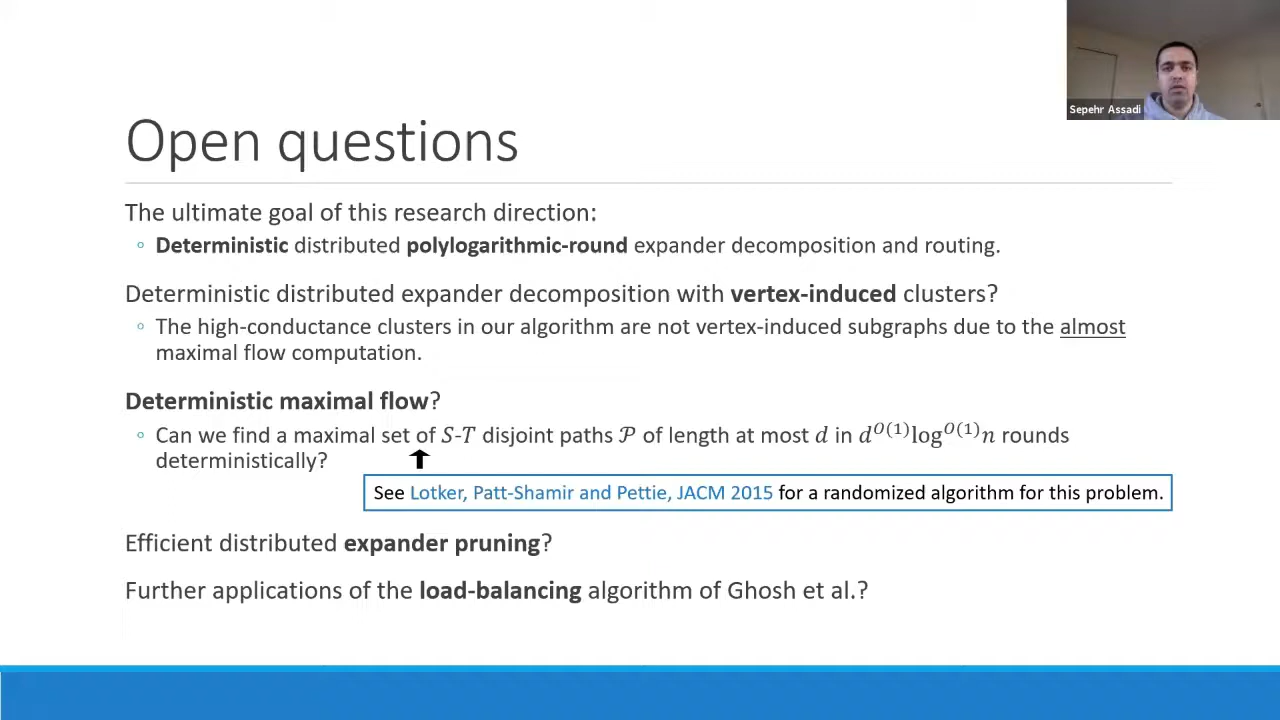 Sepehr Assadi
Open questions
The ultimate goal of this research direction:
◦ Deterministic distributed polylogarithmic-round expander decomposition and routing.
Deterministic distributed expander decomposition with vertex-induced clusters?
◦ The high-conductance clusters in our algorithm are not vertex-induced subgraphs due to the almost
maximal flow computation.
Deterministic maximal flow?
◦ Can we find a maximal set of S-T disjoint paths 𝒫 of length at most d in d^{O(1)}log^{O(1)}n rounds
deterministically?
See Lotker, Patt-Shamir and Pettie, JACM 2015 for a randomized algorithm for this problem.
Efficient distributed expander pruning?
Further applications of the load-balancing algorithm of Ghosh et al.?